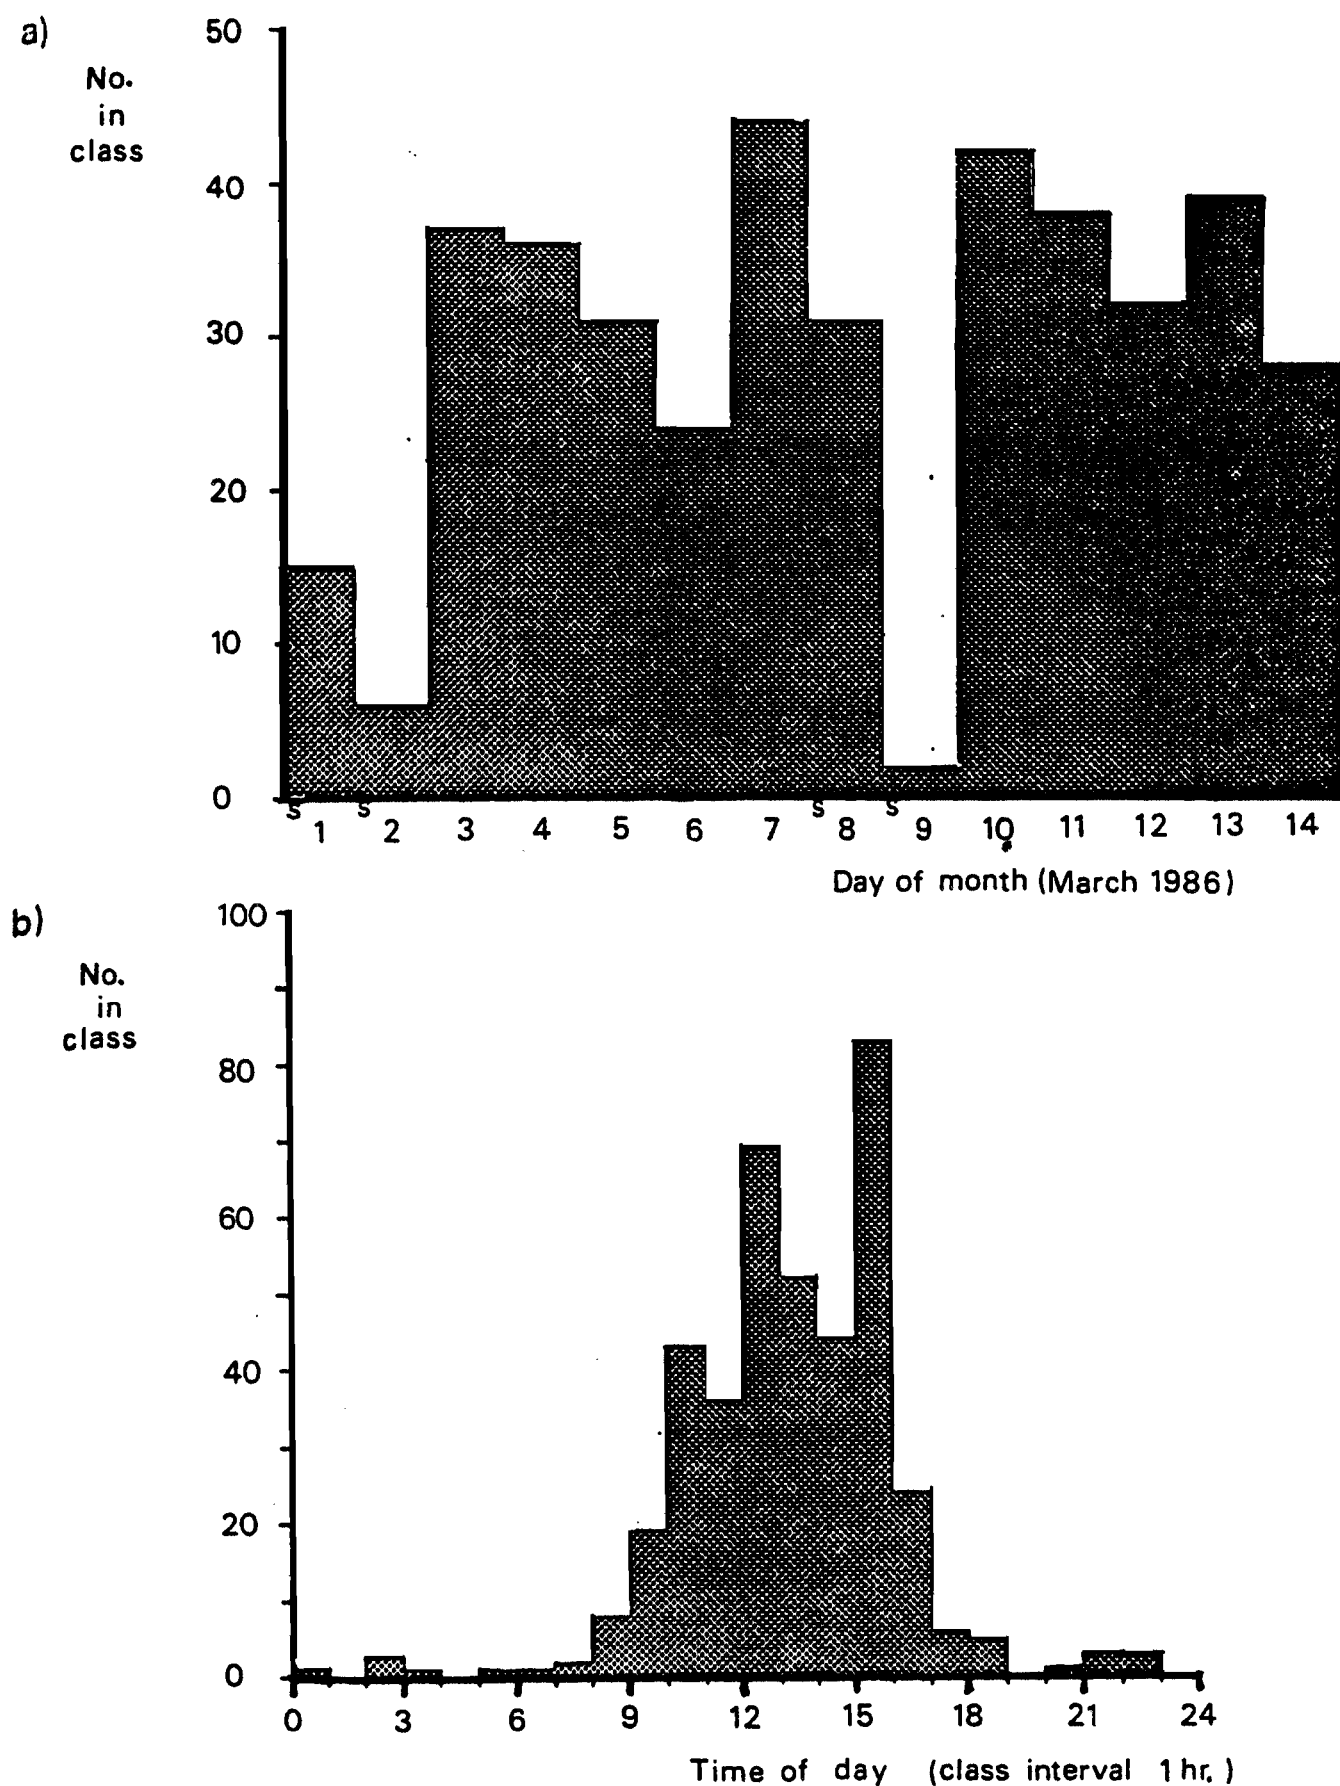 a)
No.
in
class
50
40
30
20
10
0
s 1 s 2 3 4 5 6 7 s 8 s 9 10 11 12 13 14
Day of month (March 1986)
b)
No.
in
class
100
80
60
40
20
0
0 3 6 9 12 15 18 21 24
Time of day (class interval 1 hr.)